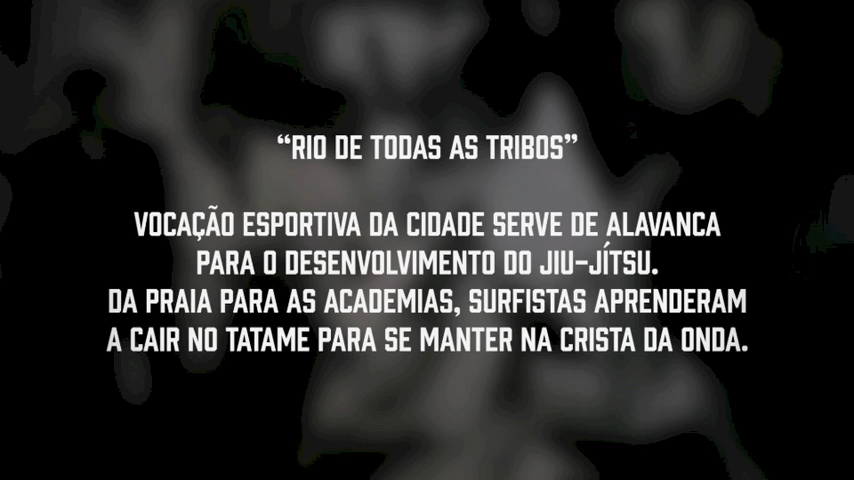 “RIO DE TODAS AS TRIBOS”
VOCAÇÃO ESPORTIVA DA CIDADE SERVE DE ALAVANCA
PARA O DESENVOLVIMENTO DO JIU-JÍTSU.
DA PRAIA PARA AS ACADEMIAS, SURFISTAS APRENDERAM
A CAIR NO TATAME PARA SE MANTER NA CRISTA DA ONDA.